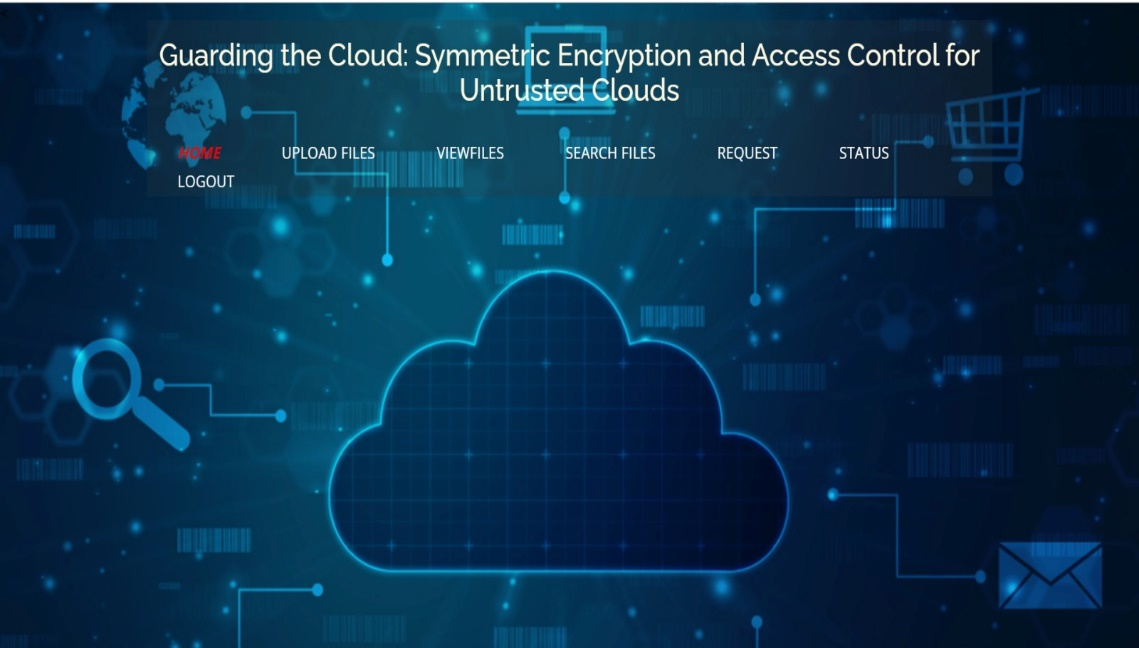 Guarding the Cloud: Symmetric Encryption and Access Control for
Untrusted Clouds
HOME UPLOAD FILES VIEWFILES SEARCH FILES REQUEST STATUS
LOGOUT